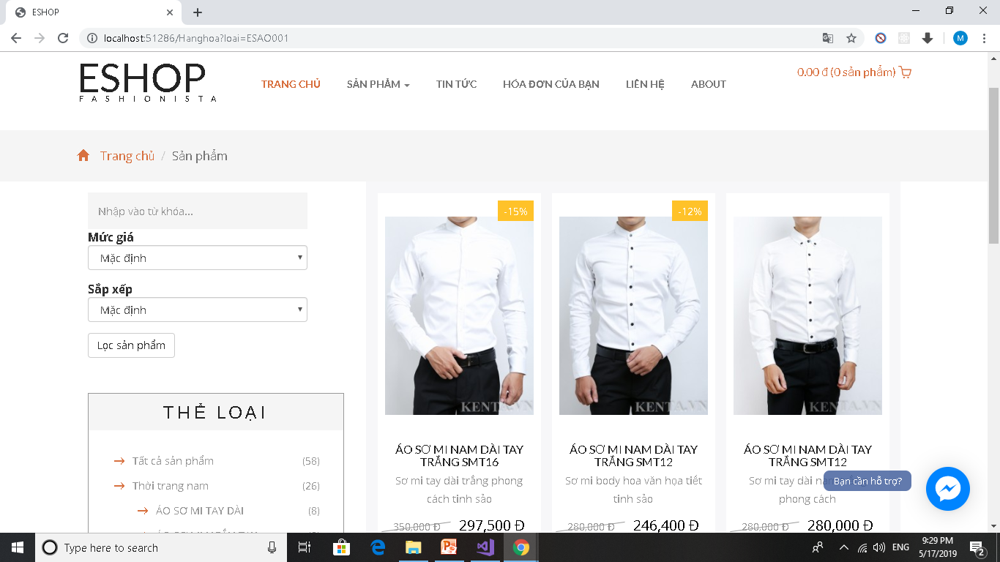 ESHOP
localhost:51286/Hanghoa?loai=ESAO001
M
ESHOP
FASHIONISTA
TRANG CHỦ
SẢN PHẨM
TIN TỨC
HÓA ĐƠN CỦA BẠN
LIÊN HỆ
ABOUT
0.00 đ (0 sản phẩm)
Trang chủ / Sản phẩm
Nhập vào từ khóa...
Mức giá
Mặc định
Sắp xếp
Mặc định
Lọc sản phẩm
THỂ LOẠI
Tất cả sản phẩm (58)
Thời trang nam (26)
ÁO SƠ MI TAY DÀI (8)
-15%
KENTA.VN
ÁO SƠ MI NAM DÀI TAY
TRẮNG SMT16
Sơ mi tay dài trắng phong
cách tinh sảo
350,000 Đ 297,500 Đ
-12%
KENTA.VN
ÁO SƠ MI NAM DÀI TAY
TRẮNG SMT12
Sơ mi body hoa văn họa tiết
tinh sảo
280,000 Đ 246,400 Đ
KENTA.VN
ÁO SƠ MI NAM DÀI TAY
TRẮNG SMT12
Sơ mi tay dài
phong cách
280,000 Đ 280,000 Đ
Bạn cần hỗ trợ?
Type here to search
ENG
9:29 PM
5/17/2019
2